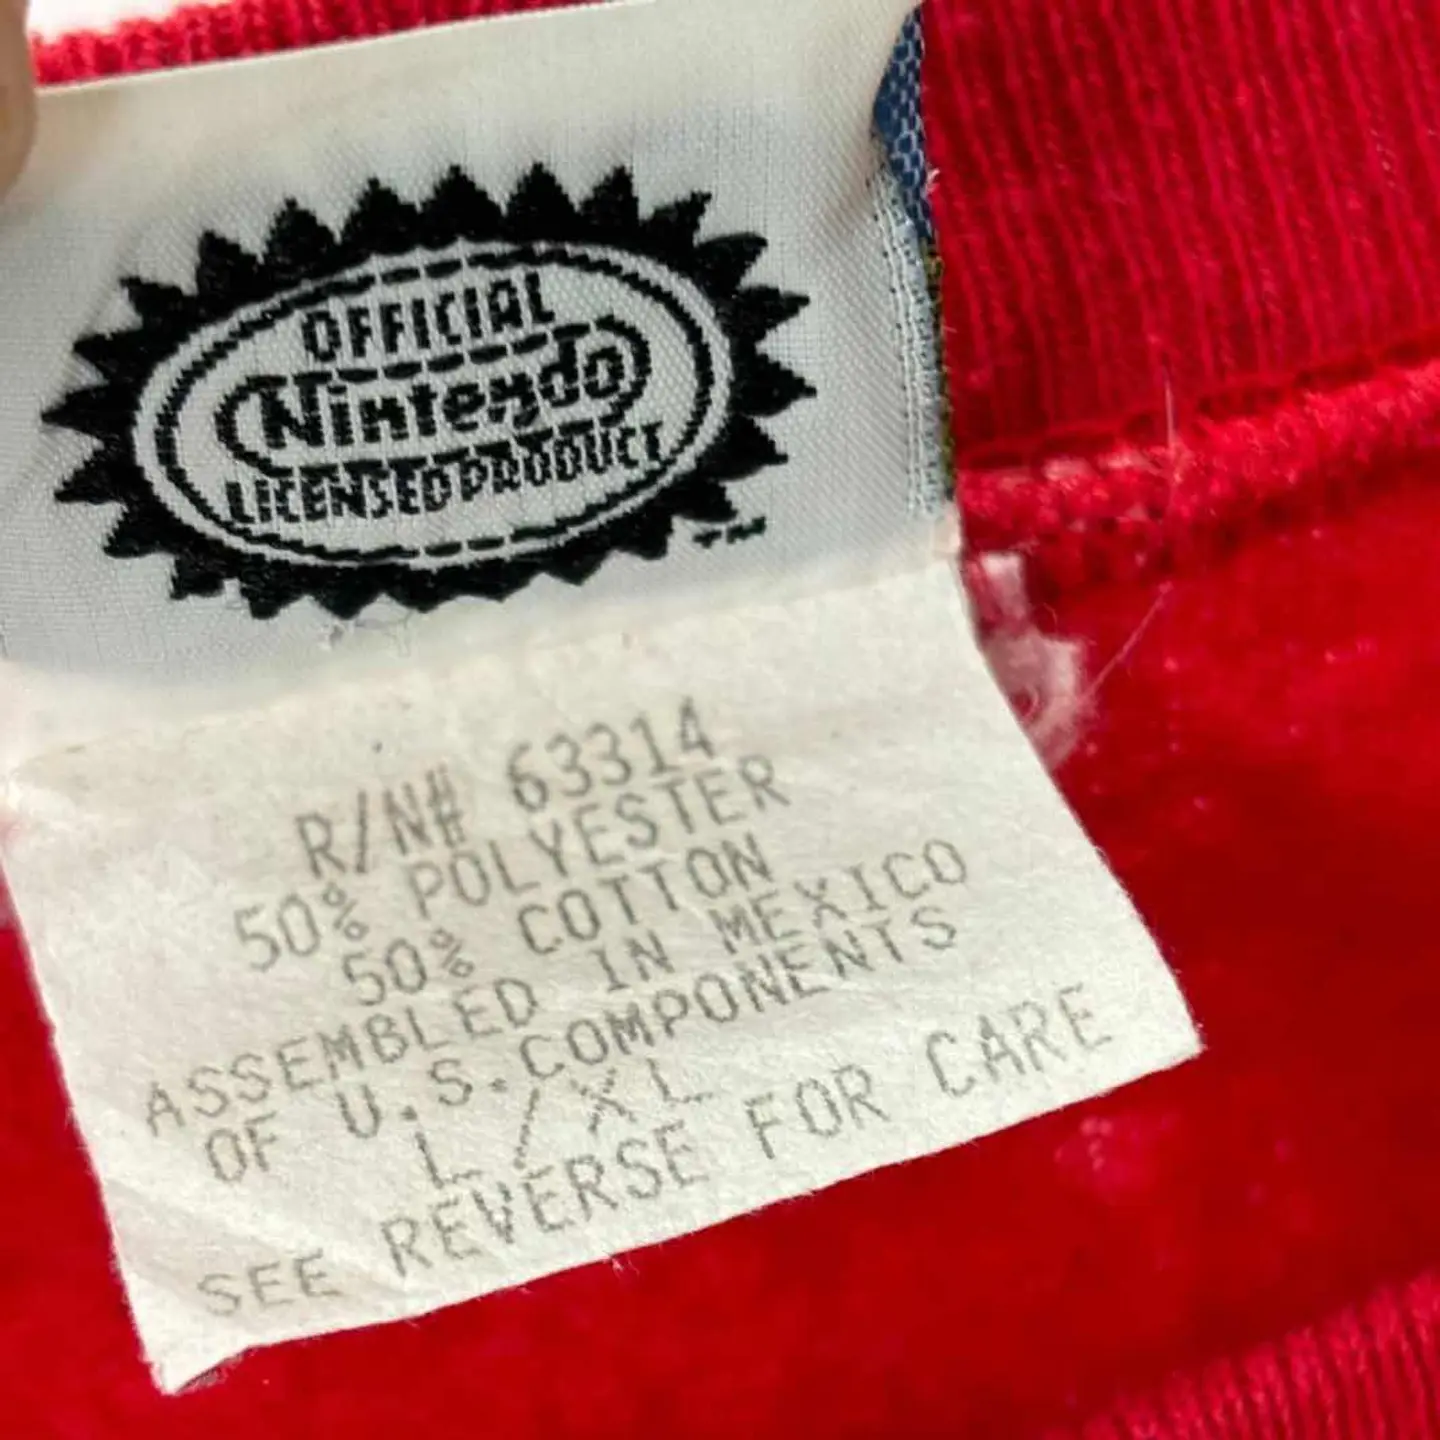 OFFICIAL
Nintendo
LICENSED PRODUCT
TM
R/N# 63314
50% POLYESTER
50% COTTON
ASSEMBLED IN MEXICO
OF U.S.COMPONENTS
L/XL
SEE REVERSE FOR CARE